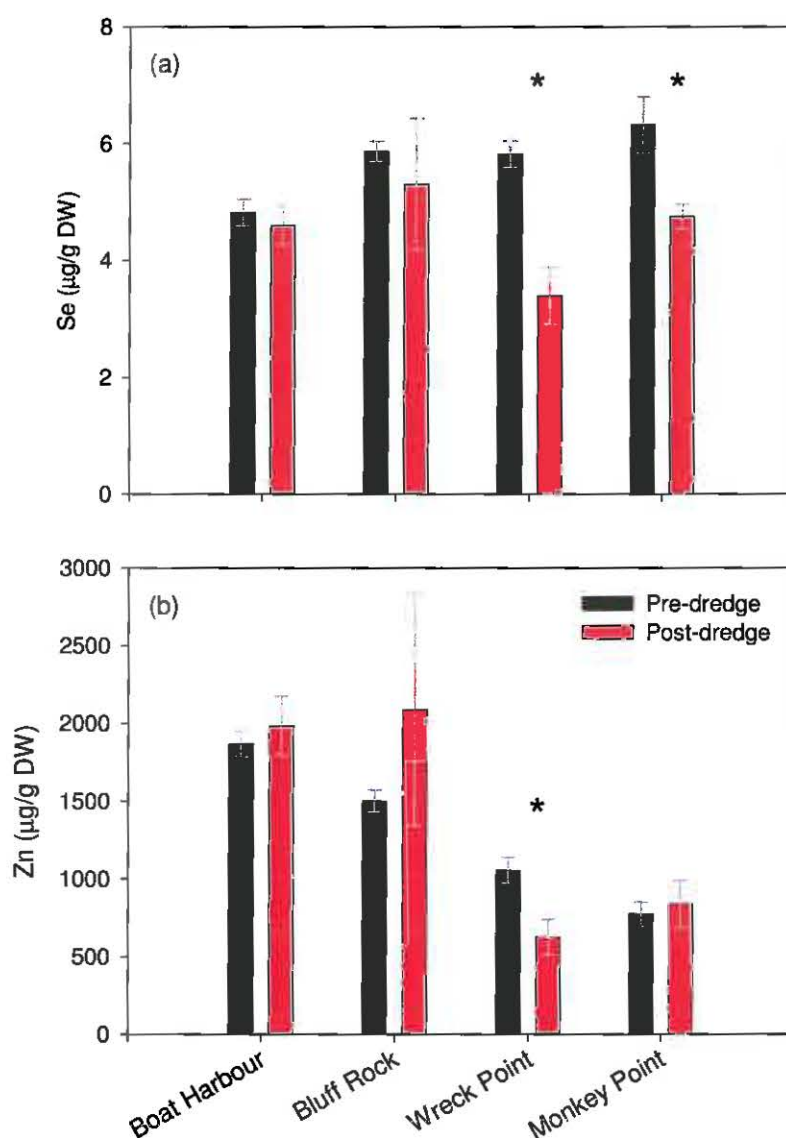 8
(a)
*
*
6
4
2
0
Se (µg/g DW)
3000
(b)
Pre-dredge
Post-dredge
2500
2000
1500
*
1000
500
0
Zn (µg/g DW)
Boat Harbour
Bluff Rock
Wreck Point
Monkey Point